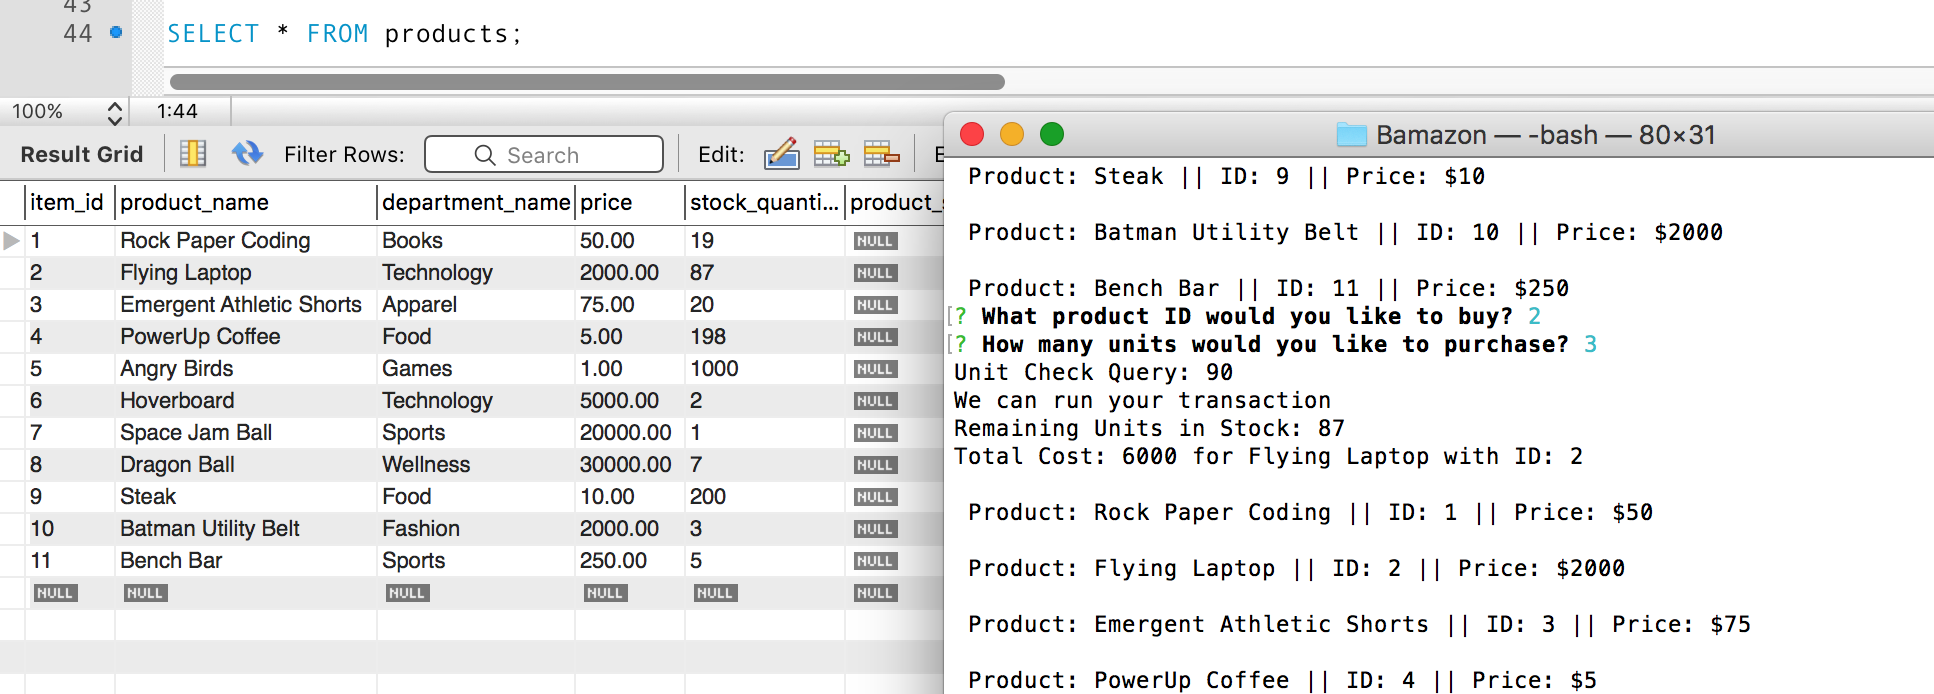 43
44 SELECT * FROM products;
100% 1:44
Result Grid Filter Rows: Search Edit:
item_id product_name department_name price stock_quanti...
1 Rock Paper Coding Books 50.00 19 NULL
2 Flying Laptop Technology 2000.00 87 NULL
3 Emergent Athletic Shorts Apparel 75.00 20 NULL
4 PowerUp Coffee Food 5.00 198 NULL
5 Angry Birds Games 1.00 1000 NULL
6 Hoverboard Technology 5000.00 2 NULL
7 Space Jam Ball Sports 20000.00 1 NULL
8 Dragon Ball Wellness 30000.00 7 NULL
9 Steak Food 10.00 200 NULL
10 Batman Utility Belt Fashion 2000.00 3 NULL
11 Bench Bar Sports 250.00 5 NULL
NULL NULL NULL NULL NULL NULL
Bamazon — -bash — 80×31
Product: Steak || ID: 9 || Price: $10
Product: Batman Utility Belt || ID: 10 || Price: $2000
Product: Bench Bar || ID: 11 || Price: $250
[? What product ID would you like to buy? 2
[? How many units would you like to purchase? 3
Unit Check Query: 90
We can run your transaction
Remaining Units in Stock: 87
Total Cost: 6000 for Flying Laptop with ID: 2
Product: Rock Paper Coding || ID: 1 || Price: $50
Product: Flying Laptop || ID: 2 || Price: $2000
Product: Emergent Athletic Shorts || ID: 3 || Price: $75
Product: PowerUp Coffee || ID: 4 || Price: $5